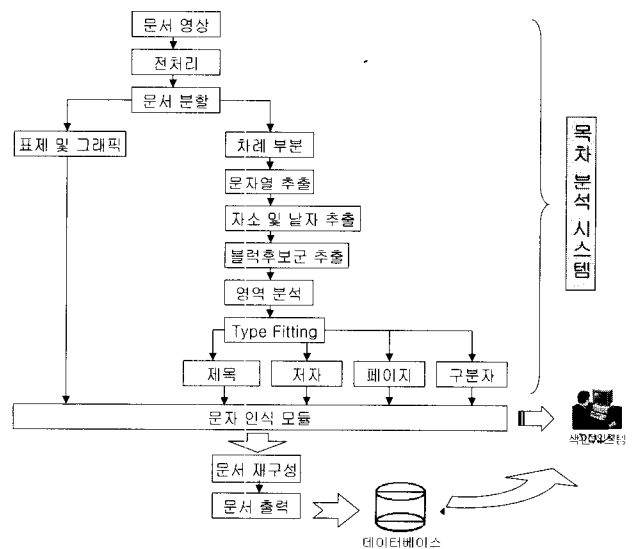 문서 영상
전처리
문서 분할
표제 및 그래픽
차례 부분
문자열 추출
자소 및 낱자 추출
블럭후보군 추출
영역 분석
Type Fitting
제목
저자
페이지
구분자
문자 인식 모듈
문서 재구성
문서 출력
데이터베이스
목차 분석 시스템